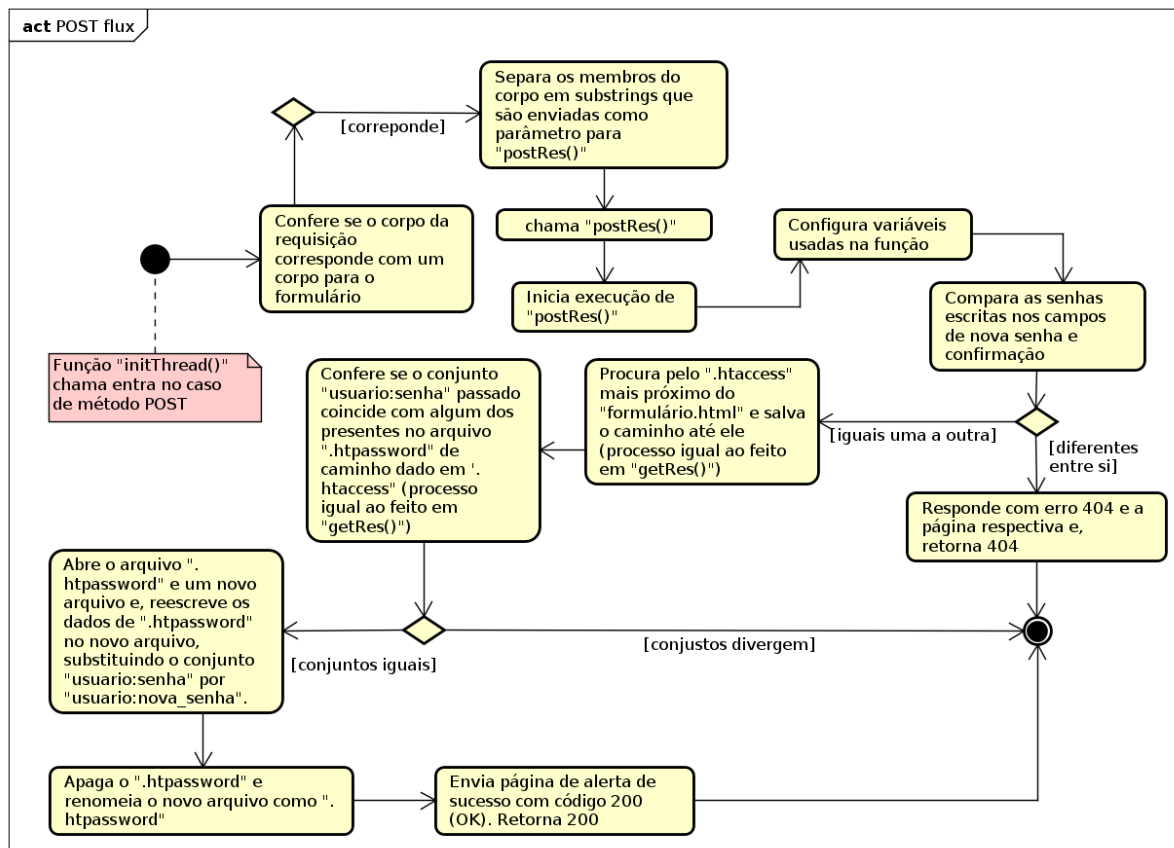 act POST flux
Separa os membros do
corpo em substrings que
são enviadas como
parâmetro para
"postRes()"
[correponde]
Confere se o corpo da
requisição
corresponde com um
corpo para o
formulário
chama "postRes()"
Configura variáveis
usadas na função
Inicia execução de
"postRes()"
Compara as senhas
escritas nos campos
de nova senha e
confirmação
Função "initThread()"
chama entra no caso
de método POST
Confere se o conjunto
"usuario:senha" passado
coincide com algum dos
presentes no arquivo
".htpassword" de
caminho dado em '.
htaccess" (processo
igual ao feito em
"getRes()")
Procura pelo ".htaccess"
mais próximo do
"formulário.html" e salva
o caminho até ele
(processo igual ao feito
em "getRes()")
[iguais uma a outra]
[diferentes
entre si]
Responde com erro 404 e a
página respectiva e,
retorna 404
Abre o arquivo ".
htpassword" e um novo
arquivo e, reescreve os
dados de ".htpassword"
no novo arquivo,
substituindo o conjunto
"usuario:senha" por
"usuario:nova_senha".
[conjuntos iguais]
[conjustos divergem]
Apaga o ".htpassword" e
renomeia o novo arquivo como ".
htpassword"
Envia página de alerta de
sucesso com código 200
(OK). Retorna 200